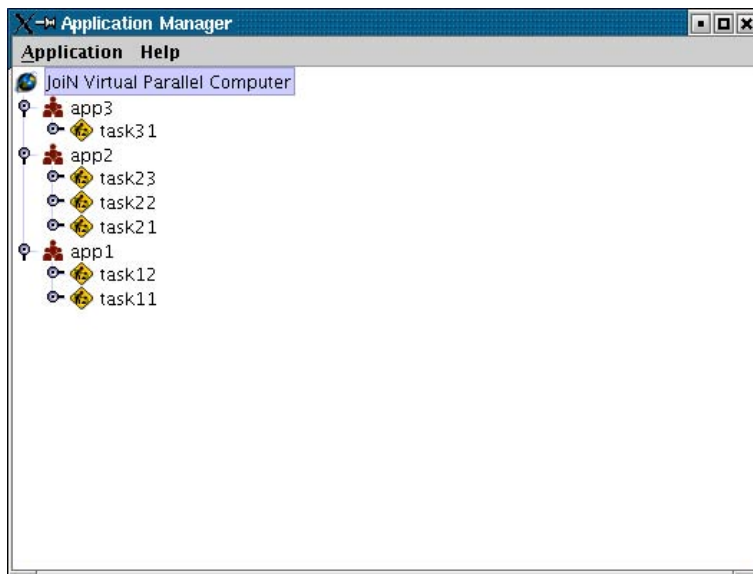 Application Manager
Application Help
JoiN Virtual Parallel Computer
app3
task31
app2
task23
task22
task21
app1
task12
task11